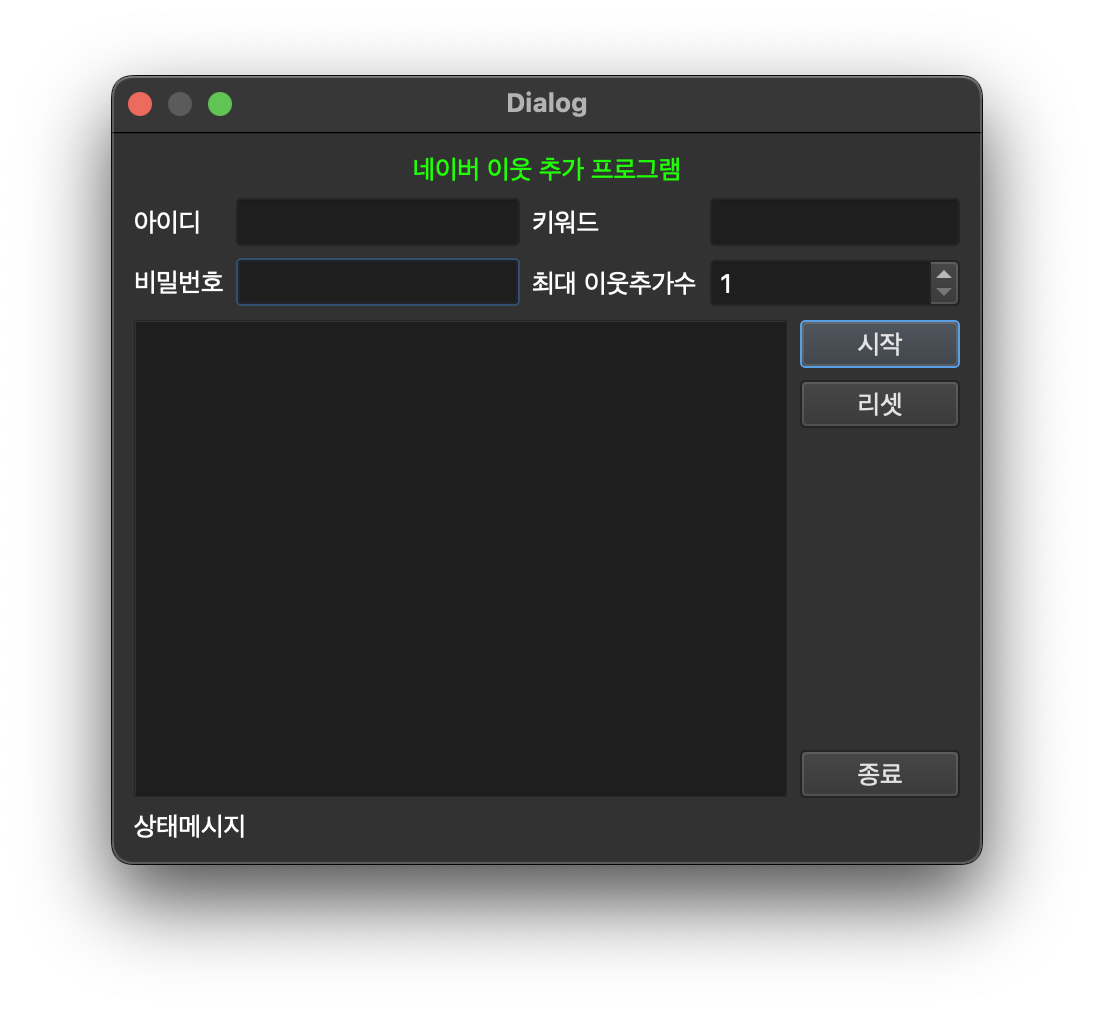 Dialog
네이버 이웃 추가 프로그램
아이디 키워드
비밀번호 최대 이웃추가수 1
시작
리셋
종료
상태메시지